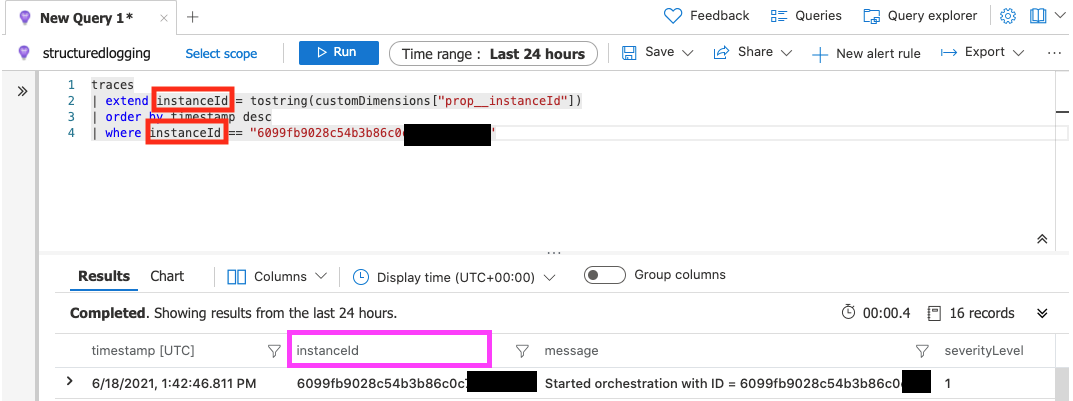 New Query 1*
Feedback
Queries
Query explorer
structuredlogging
Select scope
Run
Time range : Last 24 hours
Save
Share
New alert rule
Export
1 traces
2 | extend instanceId = tostring(customDimensions["prop__instanceId"])
3 | order by timestamp desc
4 | where instanceId == "6099fb9028c54b3b86c0
Results
Chart
Columns
Display time (UTC+00:00)
Group columns
Completed. Showing results from the last 24 hours.
00:00.4
16 records
timestamp [UTC]
instanceId
message
severityLevel
6/18/2021, 1:42:46.811 PM
6099fb9028c54b3b86c0
Started orchestration with ID = 6099fb9028c54b3b86c0
1